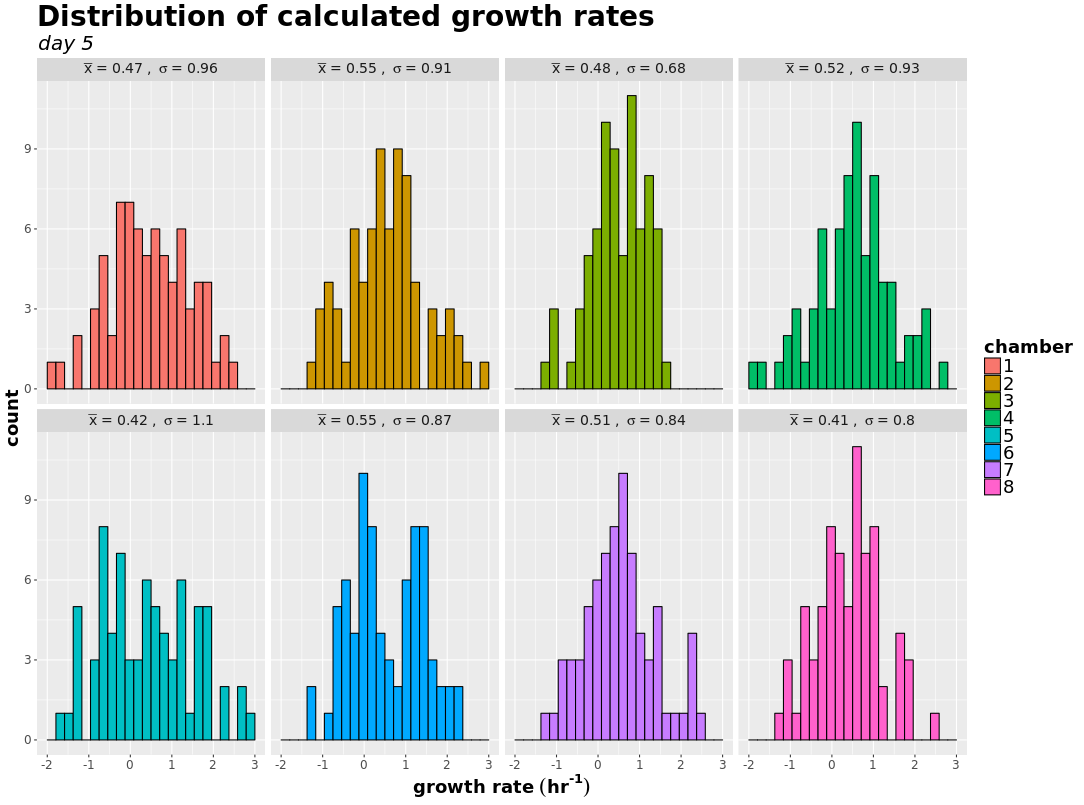 Distribution of calculated growth rates
day 5
x̅ = 0.47 , σ = 0.96
x̅ = 0.55 , σ = 0.91
x̅ = 0.48 , σ = 0.68
x̅ = 0.52 , σ = 0.93
9
6
3
0
x̅ = 0.42 , σ = 1.1
x̅ = 0.55 , σ = 0.87
x̅ = 0.51 , σ = 0.84
x̅ = 0.41 , σ = 0.8
9
6
3
0
-2 -1 0 1 2 3
-2 -1 0 1 2 3
-2 -1 0 1 2 3
-2 -1 0 1 2 3
count
growth rate (hr⁻¹)
chamber
1
2
3
4
5
6
7
8